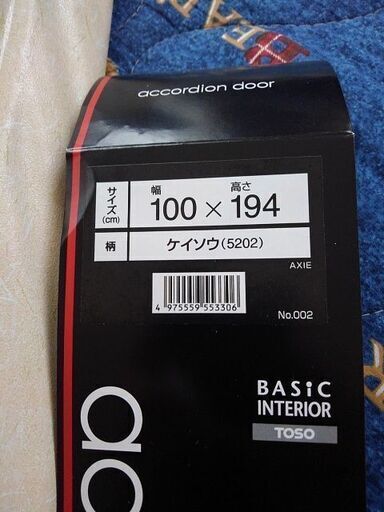 accordion door
サイズ(cm)
幅 高さ
100×194
柄
ケイソウ(5202)
AXIE
4 975559 553306
No.002
BASiC
INTERIOR
TOSO